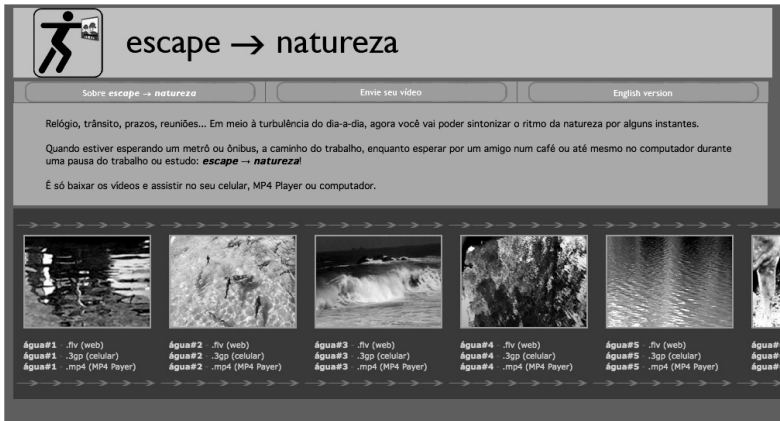 escape → natureza
Sobre escape → natureza
Envie seu vídeo
English version
Relógio, trânsito, prazos, reuniões... Em meio à turbulência do dia-a-dia, agora você vai poder sintonizar o ritmo da natureza por alguns instantes.
Quando estiver esperando um metrô ou ônibus, a caminho do trabalho, enquanto esperar por um amigo num café ou até mesmo no computador durante
uma pausa do trabalho ou estudo: escape → natureza!
É só baixar os vídeos e assistir no seu celular, MP4 Player ou computador.
água#1 - .flv (web)
água#1 - .3gp (celular)
água#1 - .mp4 (MP4 Payer)
água#2 - .flv (web)
água#2 - .3gp (celular)
água#2 - .mp4 (MP4 Payer)
água#3 - .flv (web)
água#3 - .3gp (celular)
água#3 - .mp4 (MP4 Payer)
água#4 - .flv (web)
água#4 - .3gp (celular)
água#4 - .mp4 (MP4 Payer)
água#5 - .flv (web)
água#5 - .3gp (celular)
água#5 - .mp4 (MP4 Payer)
água#
água#
água#